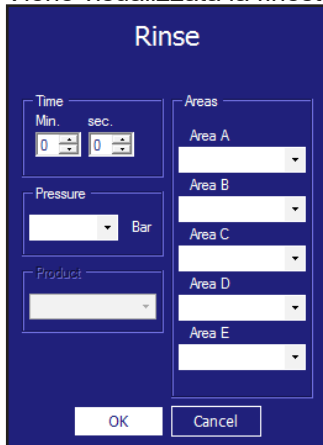 Rinse
Time
Min. sec.
0 0
Pressure
Bar
Product
Areas
Area A
Area B
Area C
Area D
Area E
OK Cancel